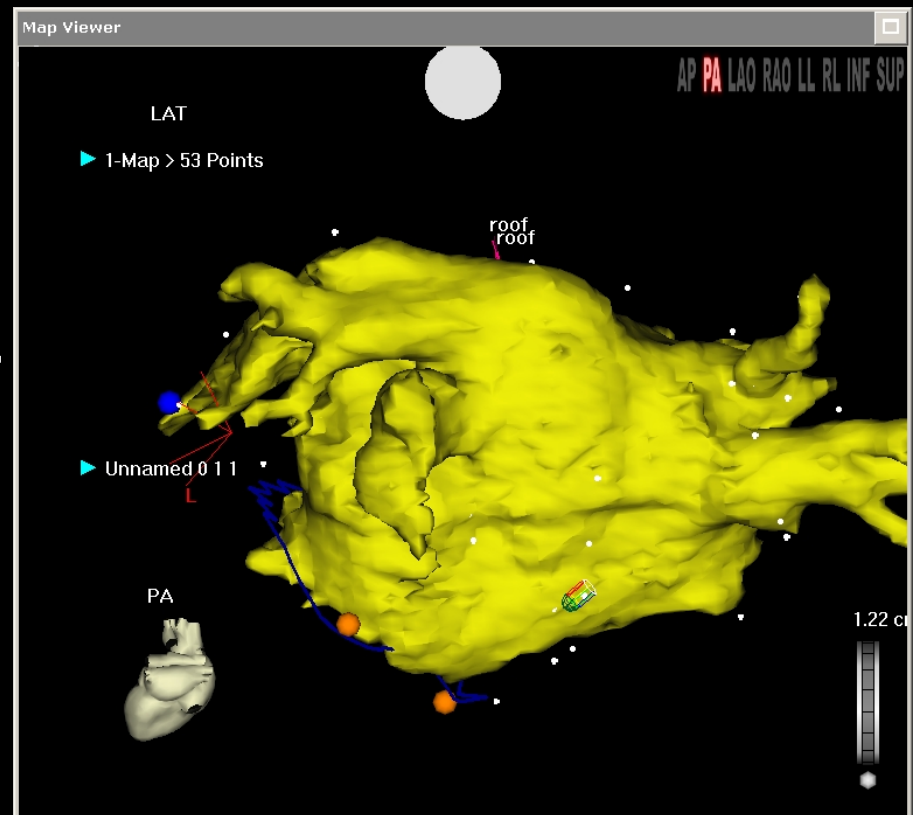 Map Viewer
AP PA LAO RAO LL RL INF SUP
LAT
1-Map > 53 Points
roof
roof
Unnamed 0 1 1
L
PA
1.22 cm